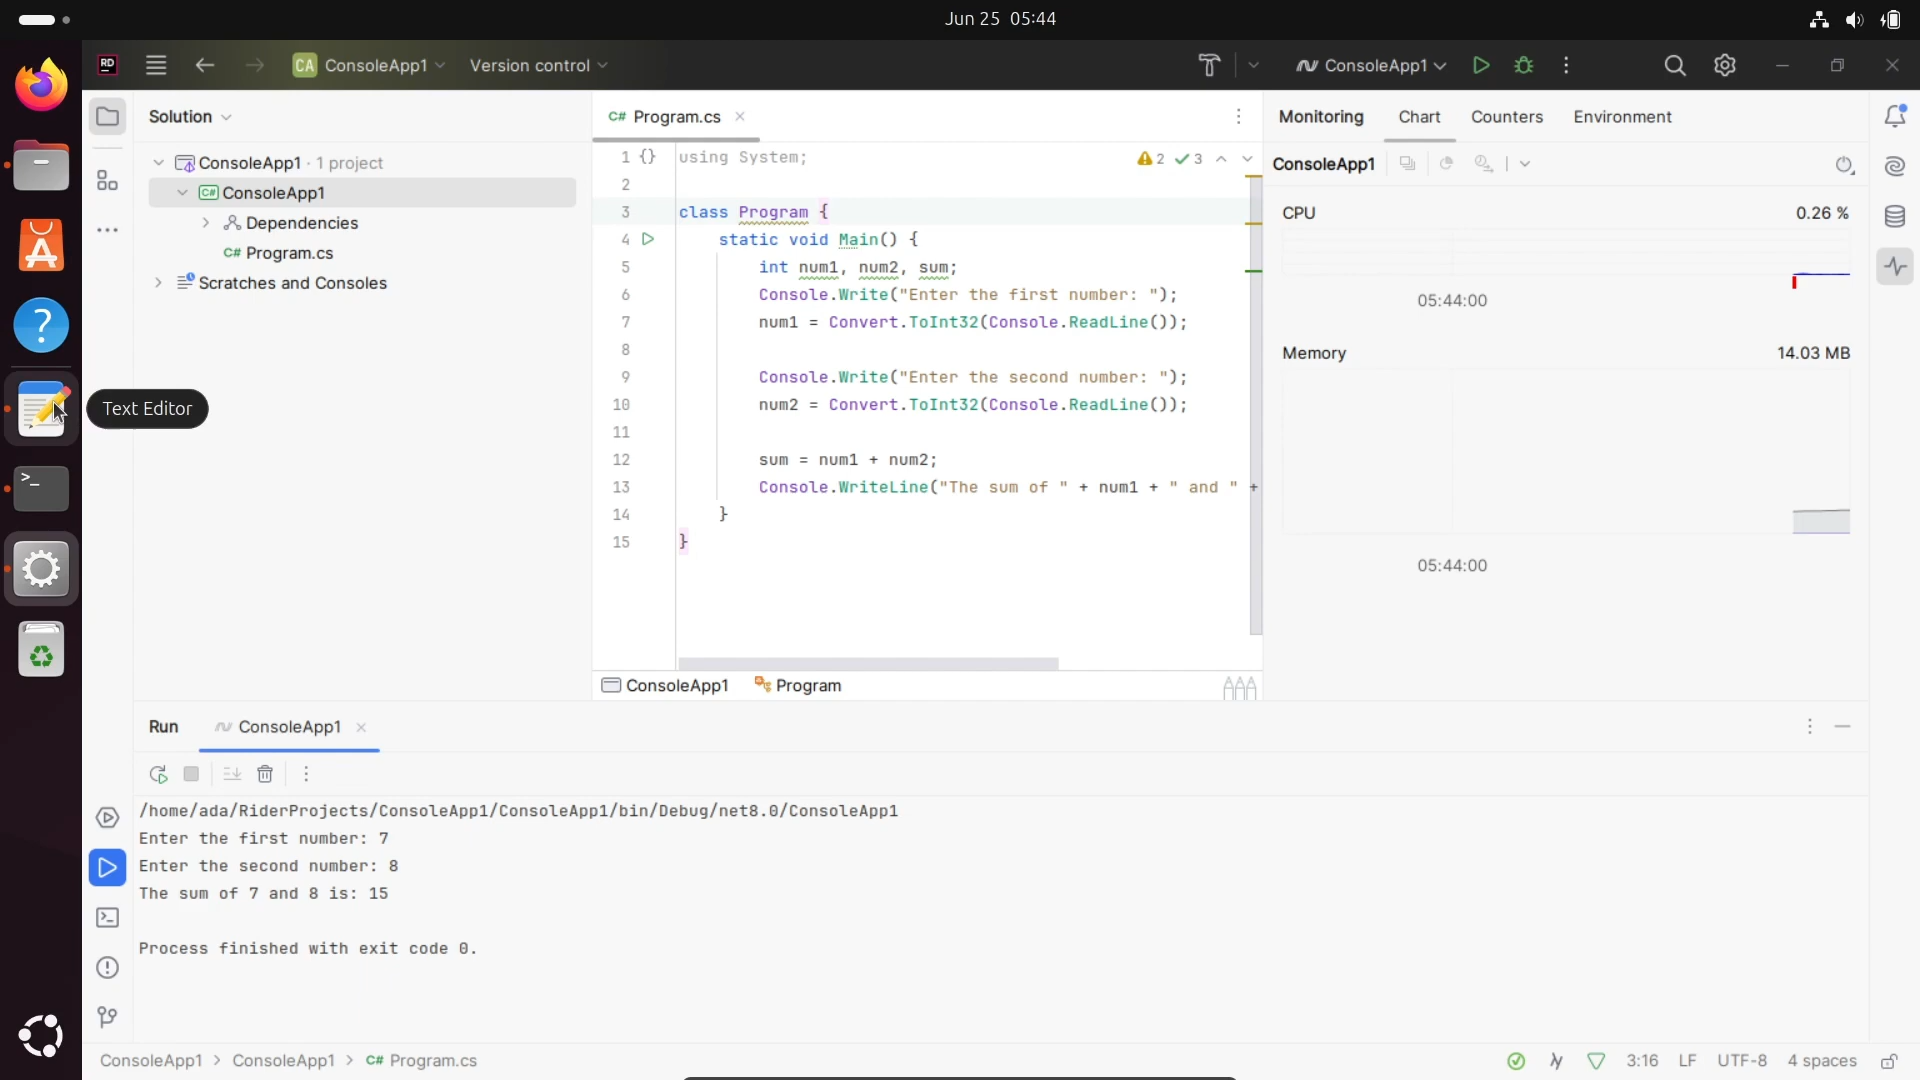 Jun 25 05:44
RD
CA ConsoleApp1
Version control
ConsoleApp1
Solution
C# Program.cs
Monitoring
Chart
Counters
Environment
ConsoleApp1 · 1 project
C# ConsoleApp1
Dependencies
C# Program.cs
Scratches and Consoles
Text Editor
1 {} using System;
2
3 class Program {
4 static void Main() {
5 int num1, num2, sum;
6 Console.Write("Enter the first number: ");
7 num1 = Convert.ToInt32(Console.ReadLine());
8
9 Console.Write("Enter the second number: ");
10 num2 = Convert.ToInt32(Console.ReadLine());
11
12 sum = num1 + num2;
13 Console.WriteLine("The sum of " + num1 + " and " +
14 }
15 }
2 3
ConsoleApp1
Program
ConsoleApp1
CPU
0.26 %
05:44:00
Memory
14.03 MB
05:44:00
Run
ConsoleApp1
/home/ada/RiderProjects/ConsoleApp1/ConsoleApp1/bin/Debug/net8.0/ConsoleApp1
Enter the first number: 7
Enter the second number: 8
The sum of 7 and 8 is: 15
Process finished with exit code 0.
ConsoleApp1 > ConsoleApp1 > C# Program.cs
3:16
LF
UTF-8
4 spaces